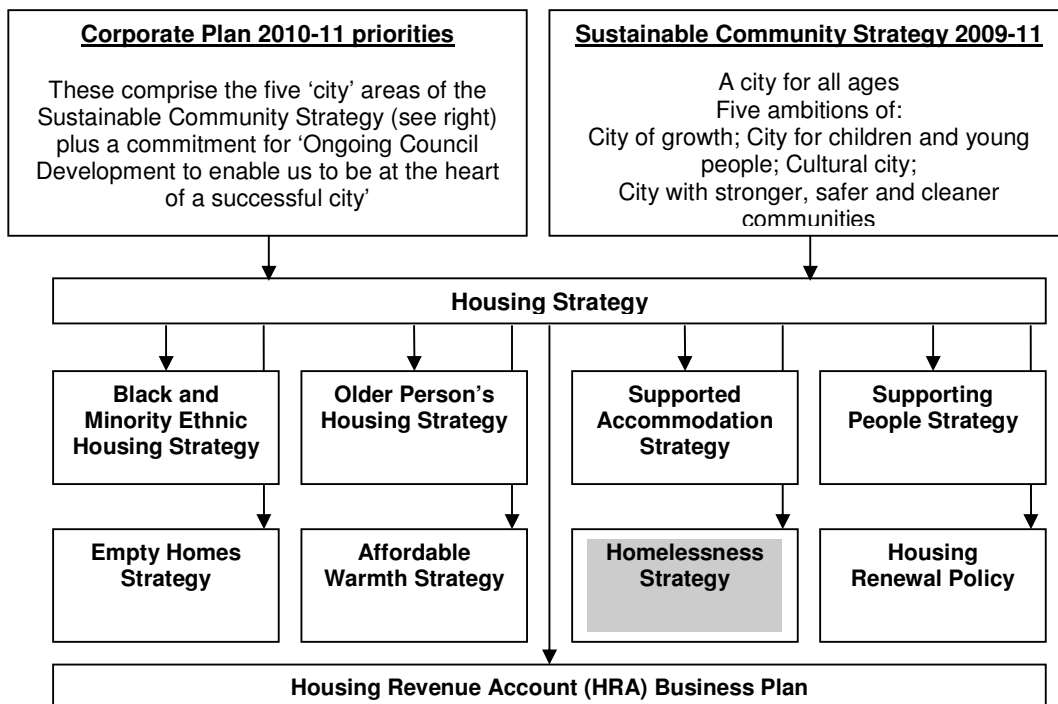 Corporate Plan 2010-11 priorities
These comprise the five ‘city’ areas of the
Sustainable Community Strategy (see right)
plus a commitment for ‘Ongoing Council
Development to enable us to be at the heart
of a successful city’
Sustainable Community Strategy 2009-11
A city for all ages
Five ambitions of:
City of growth; City for children and young
people; Cultural city;
City with stronger, safer and cleaner
communities
Housing Strategy
Black and
Minority Ethnic
Housing Strategy
Older Person’s
Housing Strategy
Supported
Accommodation
Strategy
Supporting
People Strategy
Empty Homes
Strategy
Affordable
Warmth Strategy
Homelessness
Strategy
Housing
Renewal Policy
Housing Revenue Account (HRA) Business Plan